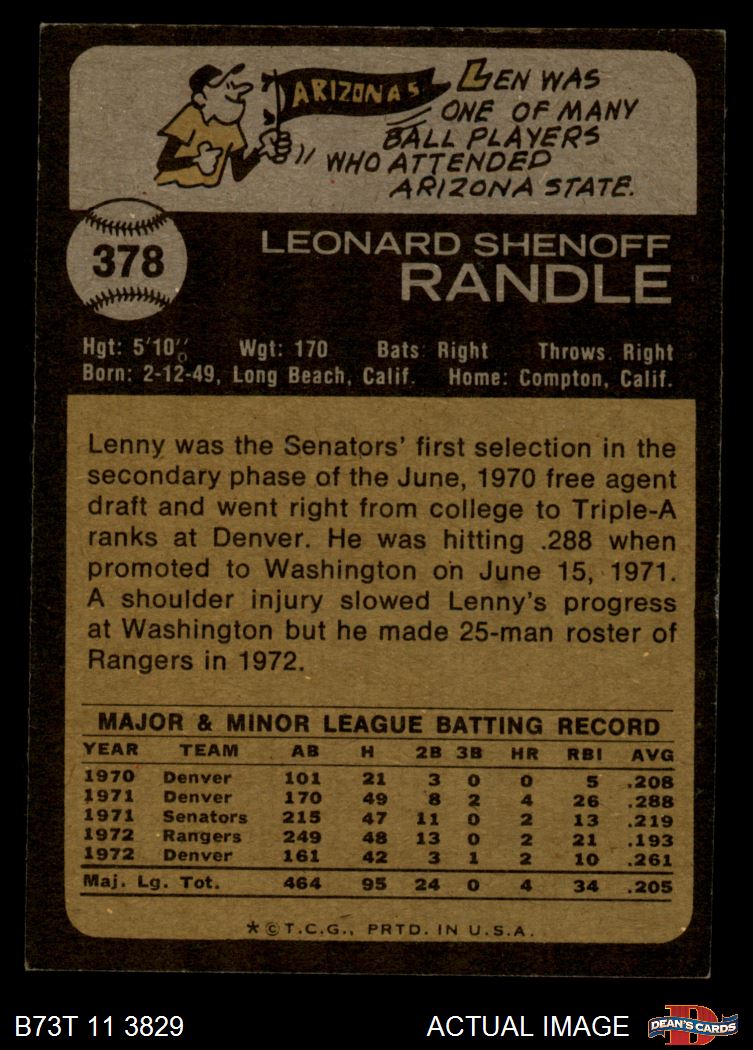 ARIZONA S
LEN WAS
ONE OF MANY
BALL PLAYERS
WHO ATTENDED
ARIZONA STATE.
378
LEONARD SHENOFF
RANDLE
Hgt: 5'10" Wgt: 170 Bats: Right Throws: Right
Born: 2-12-49, Long Beach, Calif. Home: Compton, Calif.
Lenny was the Senators' first selection in the
secondary phase of the June, 1970 free agent
draft and went right from college to Triple-A
ranks at Denver. He was hitting .288 when
promoted to Washington on June 15, 1971.
A shoulder injury slowed Lenny's progress
at Washington but he made 25-man roster of
Rangers in 1972.
MAJOR & MINOR LEAGUE BATTING RECORD
YEAR TEAM AB H 2B 3B HR RBI AVG
1970 Denver 101 21 3 0 0 5 .208
1971 Denver 170 49 8 2 4 26 .288
1971 Senators 215 47 11 0 2 13 .219
1972 Rangers 249 48 13 0 2 21 .193
1972 Denver 161 42 3 1 2 10 .261
Maj. Lg. Tot. 464 95 24 0 4 34 .205
*©T.C.G., PRTD. IN U.S.A.
B73T 11 3829 ACTUAL IMAGE D DEAN'S CARDS